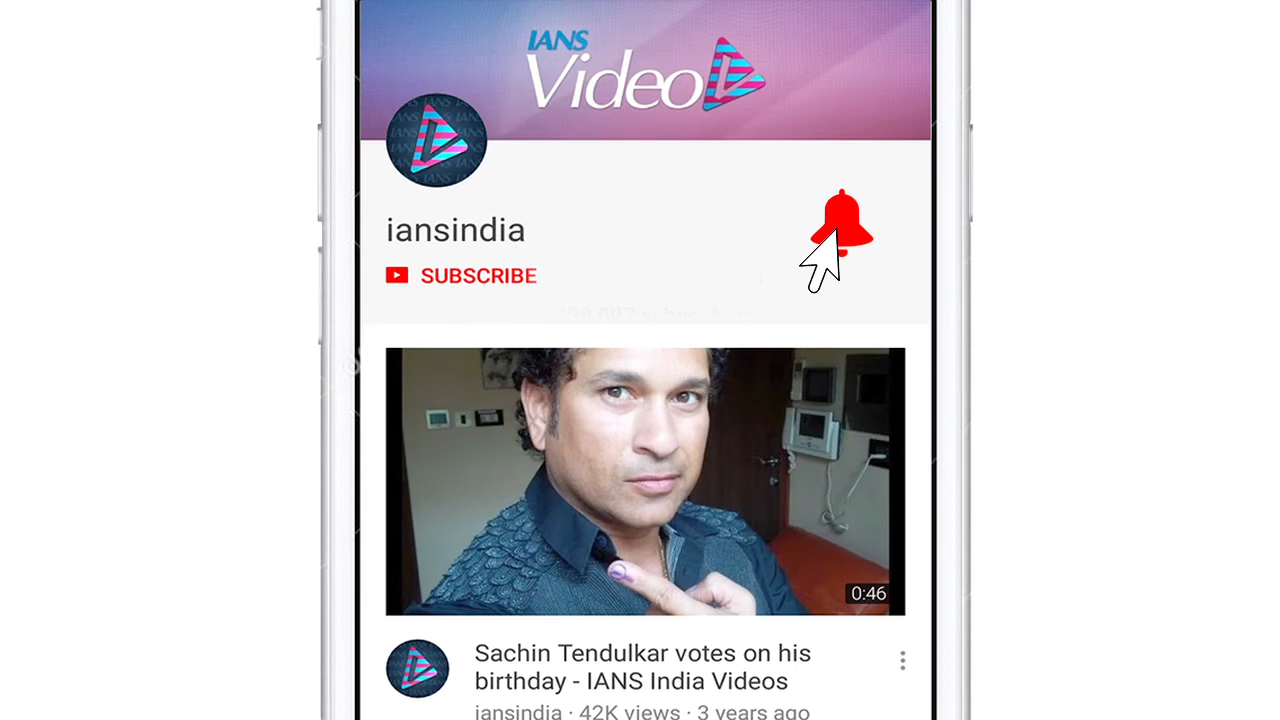 IANS
Video
iansindia
SUBSCRIBE
0:46
Sachin Tendulkar votes on his
birthday - IANS India Videos
iansindia · 42K views · 3 years ago